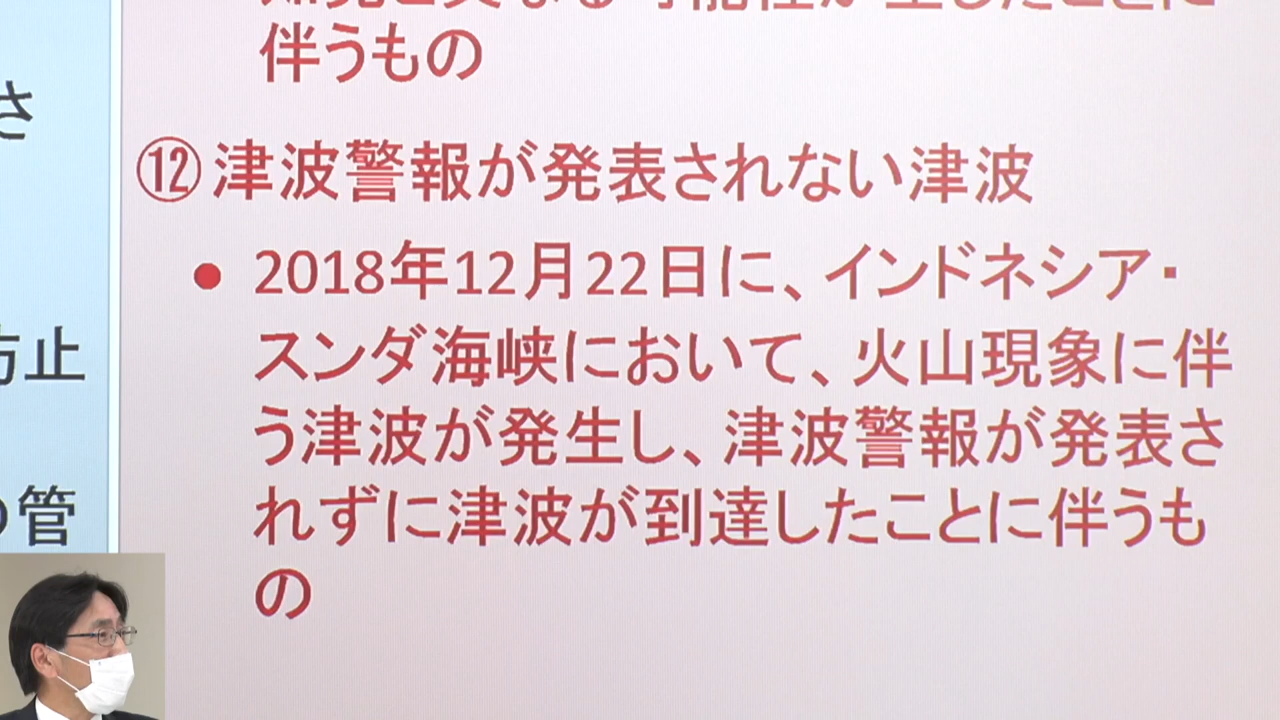 伴うもの
さ
⑫津波警報が発表されない津波
● 2018年12月22日に、インドネシア・
スンダ海峡において、火山現象に伴
防止
う津波が発生し、津波警報が発表さ
の管
れずに津波が到達したことに伴うも
の